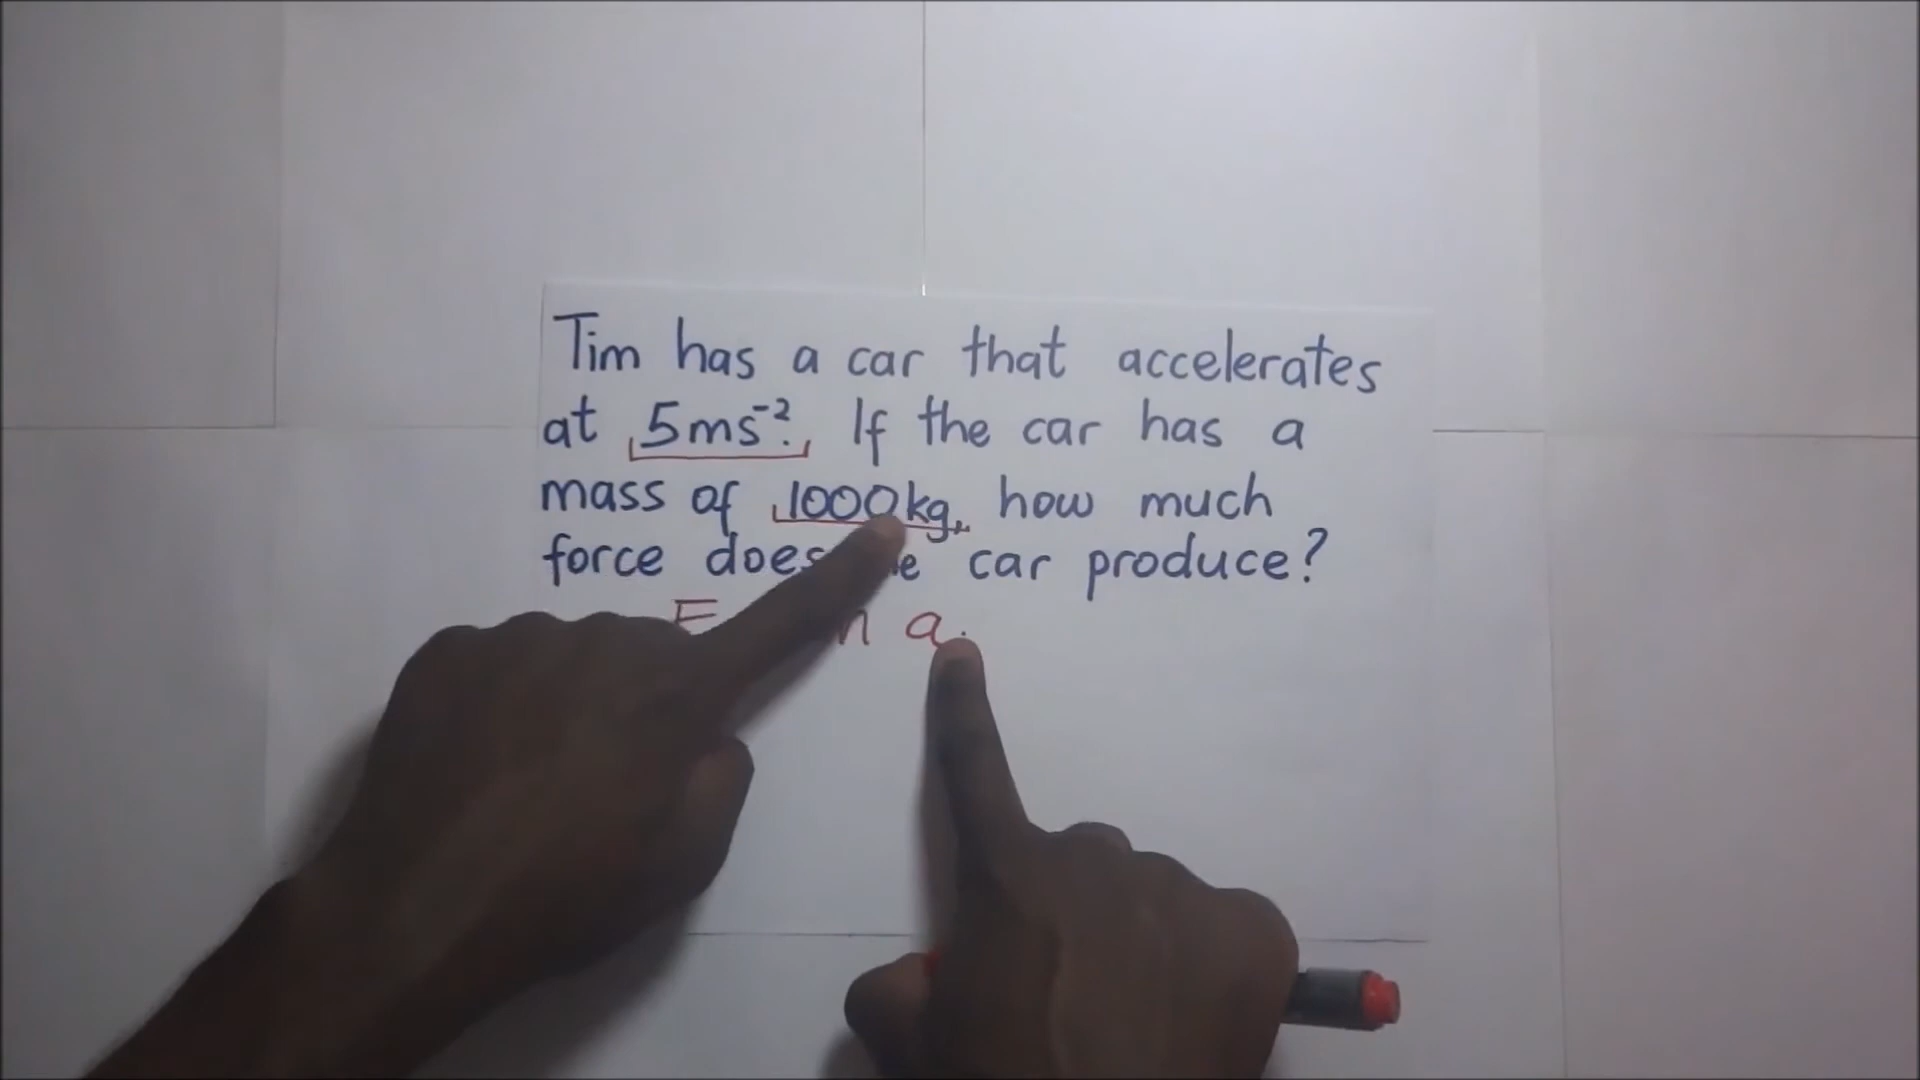 Tim has a car that accelerates
at 5ms⁻². If the car has a
mass of 1000kg, how much
force does car produce?
F a.